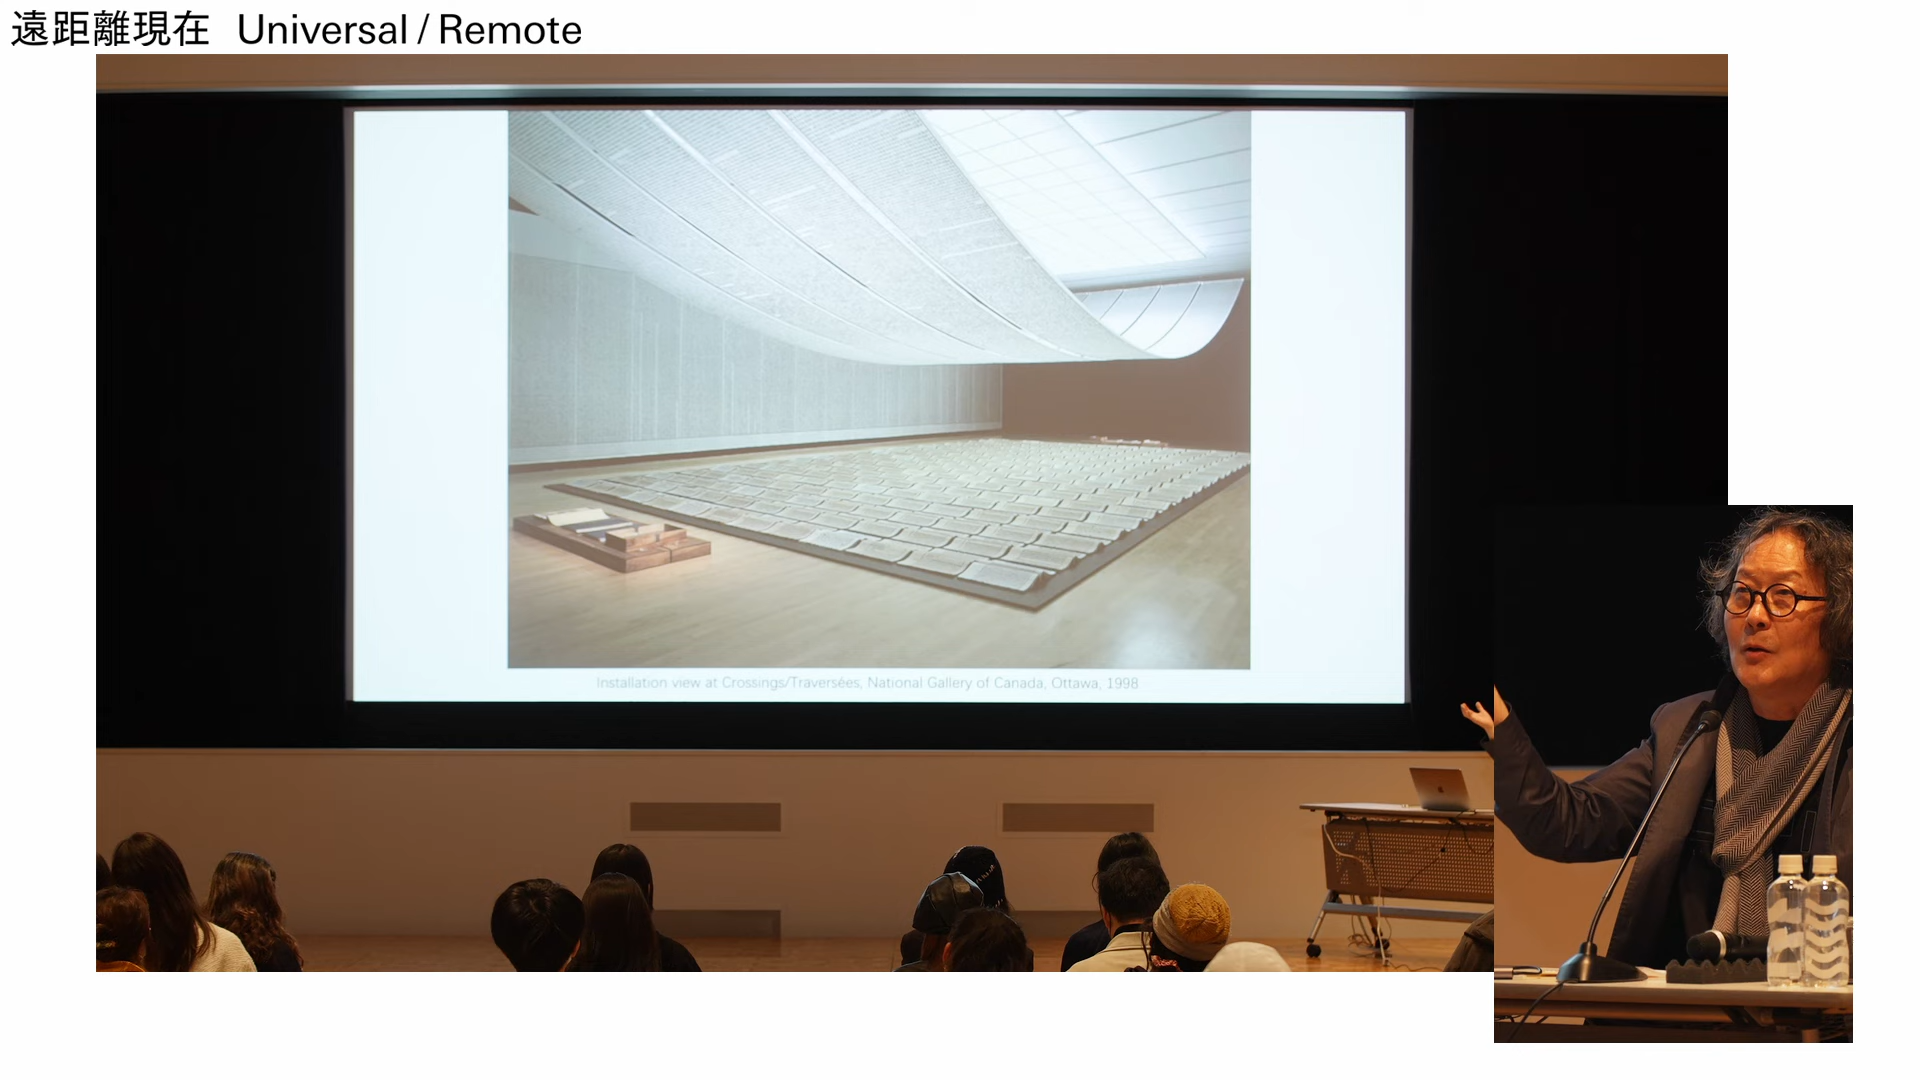 遠距離現在 Universal / Remote
Installation view at Crossings/Traversées, National Gallery of Canada, Ottawa, 1998